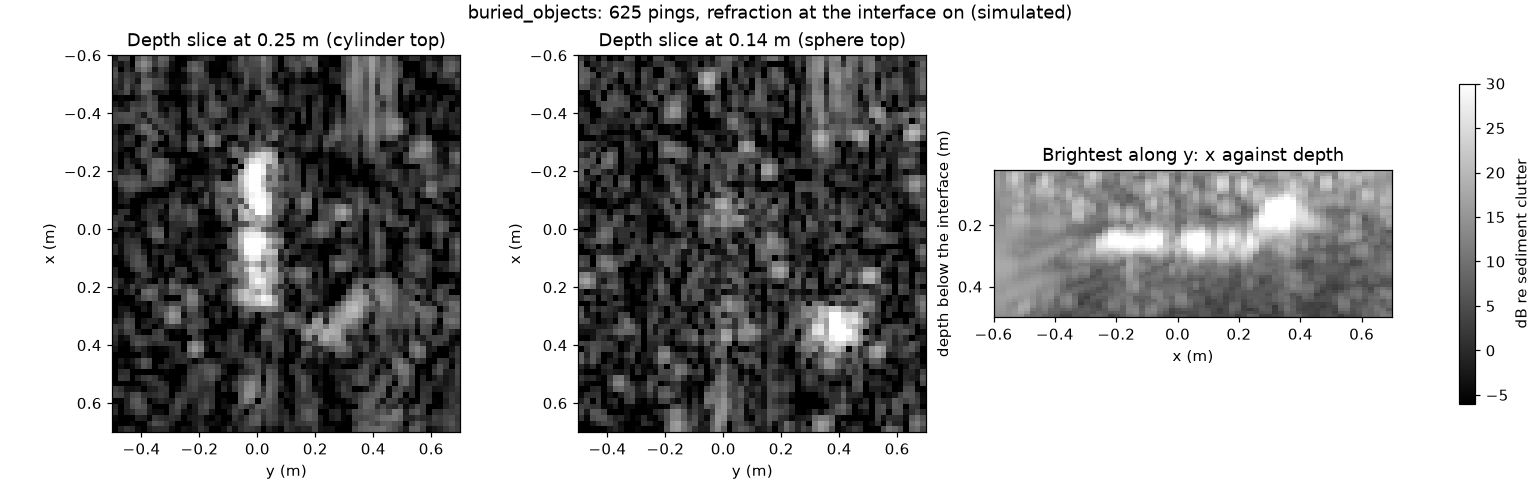 buried_objects: 625 pings, refraction at the interface on (simulated)
Depth slice at 0.25 m (cylinder top)
−0.6
−0.4
−0.2
0.0
0.2
0.4
0.6
x (m)
−0.4 −0.2 0.0 0.2 0.4 0.6
y (m)
Depth slice at 0.14 m (sphere top)
−0.6
−0.4
−0.2
0.0
0.2
0.4
0.6
x (m)
−0.4 −0.2 0.0 0.2 0.4 0.6
y (m)
Brightest along y: x against depth
0.2
0.4
depth below the interface (m)
−0.6 −0.4 −0.2 0.0 0.2 0.4 0.6
x (m)
30
25
20
15
10
5
0
−5
dB re sediment clutter